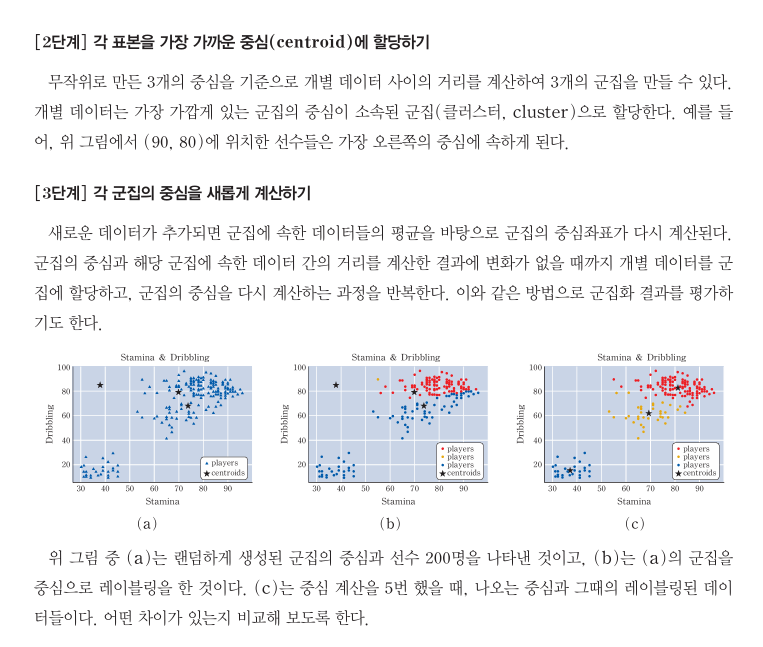 [2단계] 각 표본을 가장 가까운 중심(centroid)에 할당하기
무작위로 만든 3개의 중심을 기준으로 개별 데이터 사이의 거리를 계산하여 3개의 군집을 만들 수 있다.
개별 데이터는 가장 가깝게 있는 군집의 중심이 소속된 군집(클러스터, cluster)으로 할당한다. 예를 들
어, 위 그림에서 (90, 80)에 위치한 선수들은 가장 오른쪽의 중심에 속하게 된다.
[3단계] 각 군집의 중심을 새롭게 계산하기
새로운 데이터가 추가되면 군집에 속한 데이터들의 평균을 바탕으로 군집의 중심좌표가 다시 계산된다.
군집의 중심과 해당 군집에 속한 데이터 간의 거리를 계산한 결과에 변화가 없을 때까지 개별 데이터를 군
집에 할당하고, 군집의 중심을 다시 계산하는 과정을 반복한다. 이와 같은 방법으로 군집화 결과를 평가하
기도 한다.
Stamina & Dribbling
100
80
60
40
20
Dribbling
players
centroids
30 40 50 60 70 80 90
Stamina
(a)
Stamina & Dribbling
100
80
60
40
20
Dribbling
players
players
players
centroids
30 40 50 60 70 80 90
Stamina
(b)
Stamina & Dribbling
100
80
60
40
20
Dribbling
players
players
players
centroids
30 40 50 60 70 80 90
Stamina
(c)
위 그림 중 (a)는 랜덤하게 생성된 군집의 중심과 선수 200명을 나타낸 것이고, (b)는 (a)의 군집을
중심으로 레이블링을 한 것이다. (c)는 중심 계산을 5번 했을 때, 나오는 중심과 그때의 레이블링된 데이
터들이다. 어떤 차이가 있는지 비교해 보도록 한다.